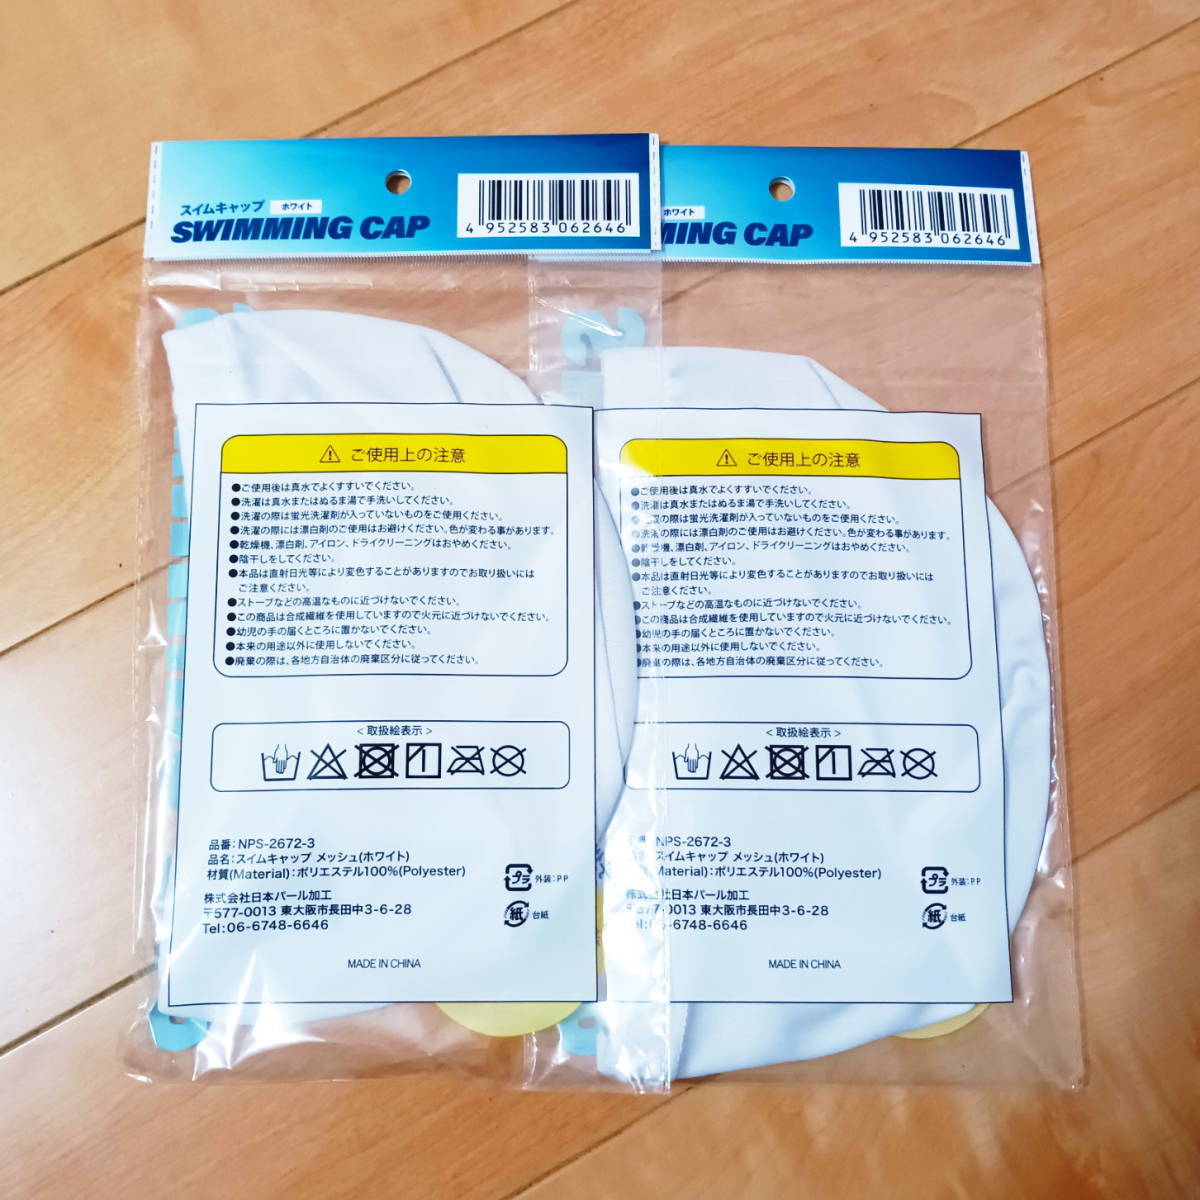 スイムキャップ ホワイト
SWIMMING CAP
4 952583 062646
⚠ ご使用上の注意
●ご使用後は真水でよくすすいでください。
●洗濯は真水またはぬるま湯で手洗いしてください。
●洗濯の際は蛍光洗濯剤が入っていないものをご使用ください。
●洗濯の際には漂白剤のご使用はお避けください。色が変わる事があります。
●乾燥機、漂白剤、アイロン、ドライクリーニングはおやめください。
●陰干しをしてください。
●本品は直射日光等により変色することがありますのでお取り扱いには
ご注意ください。
●ストーブなどの高温なものに近づけないでください。
●この商品は合成繊維を使用していますので火元に近づけないでください。
●幼児の手の届くところに置かないでください。
●本来の用途以外に使用しないでください。
●廃棄の際は、各地方自治体の廃棄区分に従ってください。
<取扱絵表示>
品番:NPS-2672-3
品名:スイムキャップ メッシュ(ホワイト)
材質(Material):ポリエステル100%(Polyester)
株式会社日本パール加工
〒577-0013 東大阪市長田中3-6-28
Tel:06-6748-6646
プラ 外装:PP
紙 台紙
MADE IN CHINA
ホワイト
MING CAP
4 952583 062646
⚠ ご使用上の注意
●ご使用後は真水でよくすすいでください。
●洗濯は真水またはぬるま湯で手洗いしてください。
の際は蛍光洗濯剤が入っていないものをご使用ください。
●洗濯の際には漂白剤のご使用はお避けください。色が変わる事があります。
●乾燥機、漂白剤、アイロン、ドライクリーニングはおやめください。
●陰干しをしてください。
●本品は直射日光等により変色することがありますのでお取り扱いには
ご注意ください。
●ストーブなどの高温なものに近づけないでください。
●この商品は合成繊維を使用していますので火元に近づけないでください。
●幼児の手の届くところに置かないでください。
●本来の用途以外に使用しないでください。
●廃棄の際は、各地方自治体の廃棄区分に従ってください。
<取扱絵表示>
番:NPS-2672-3
スイムキャップ メッシュ(ホワイト)
材質(Material):ポリエステル100%(Polyester)
株式会社日本パール加工
〒577-0013 東大阪市長田中3-6-28
Tel:06-6748-6646
プラ 外装:PP
紙 台紙
MADE IN CHINA